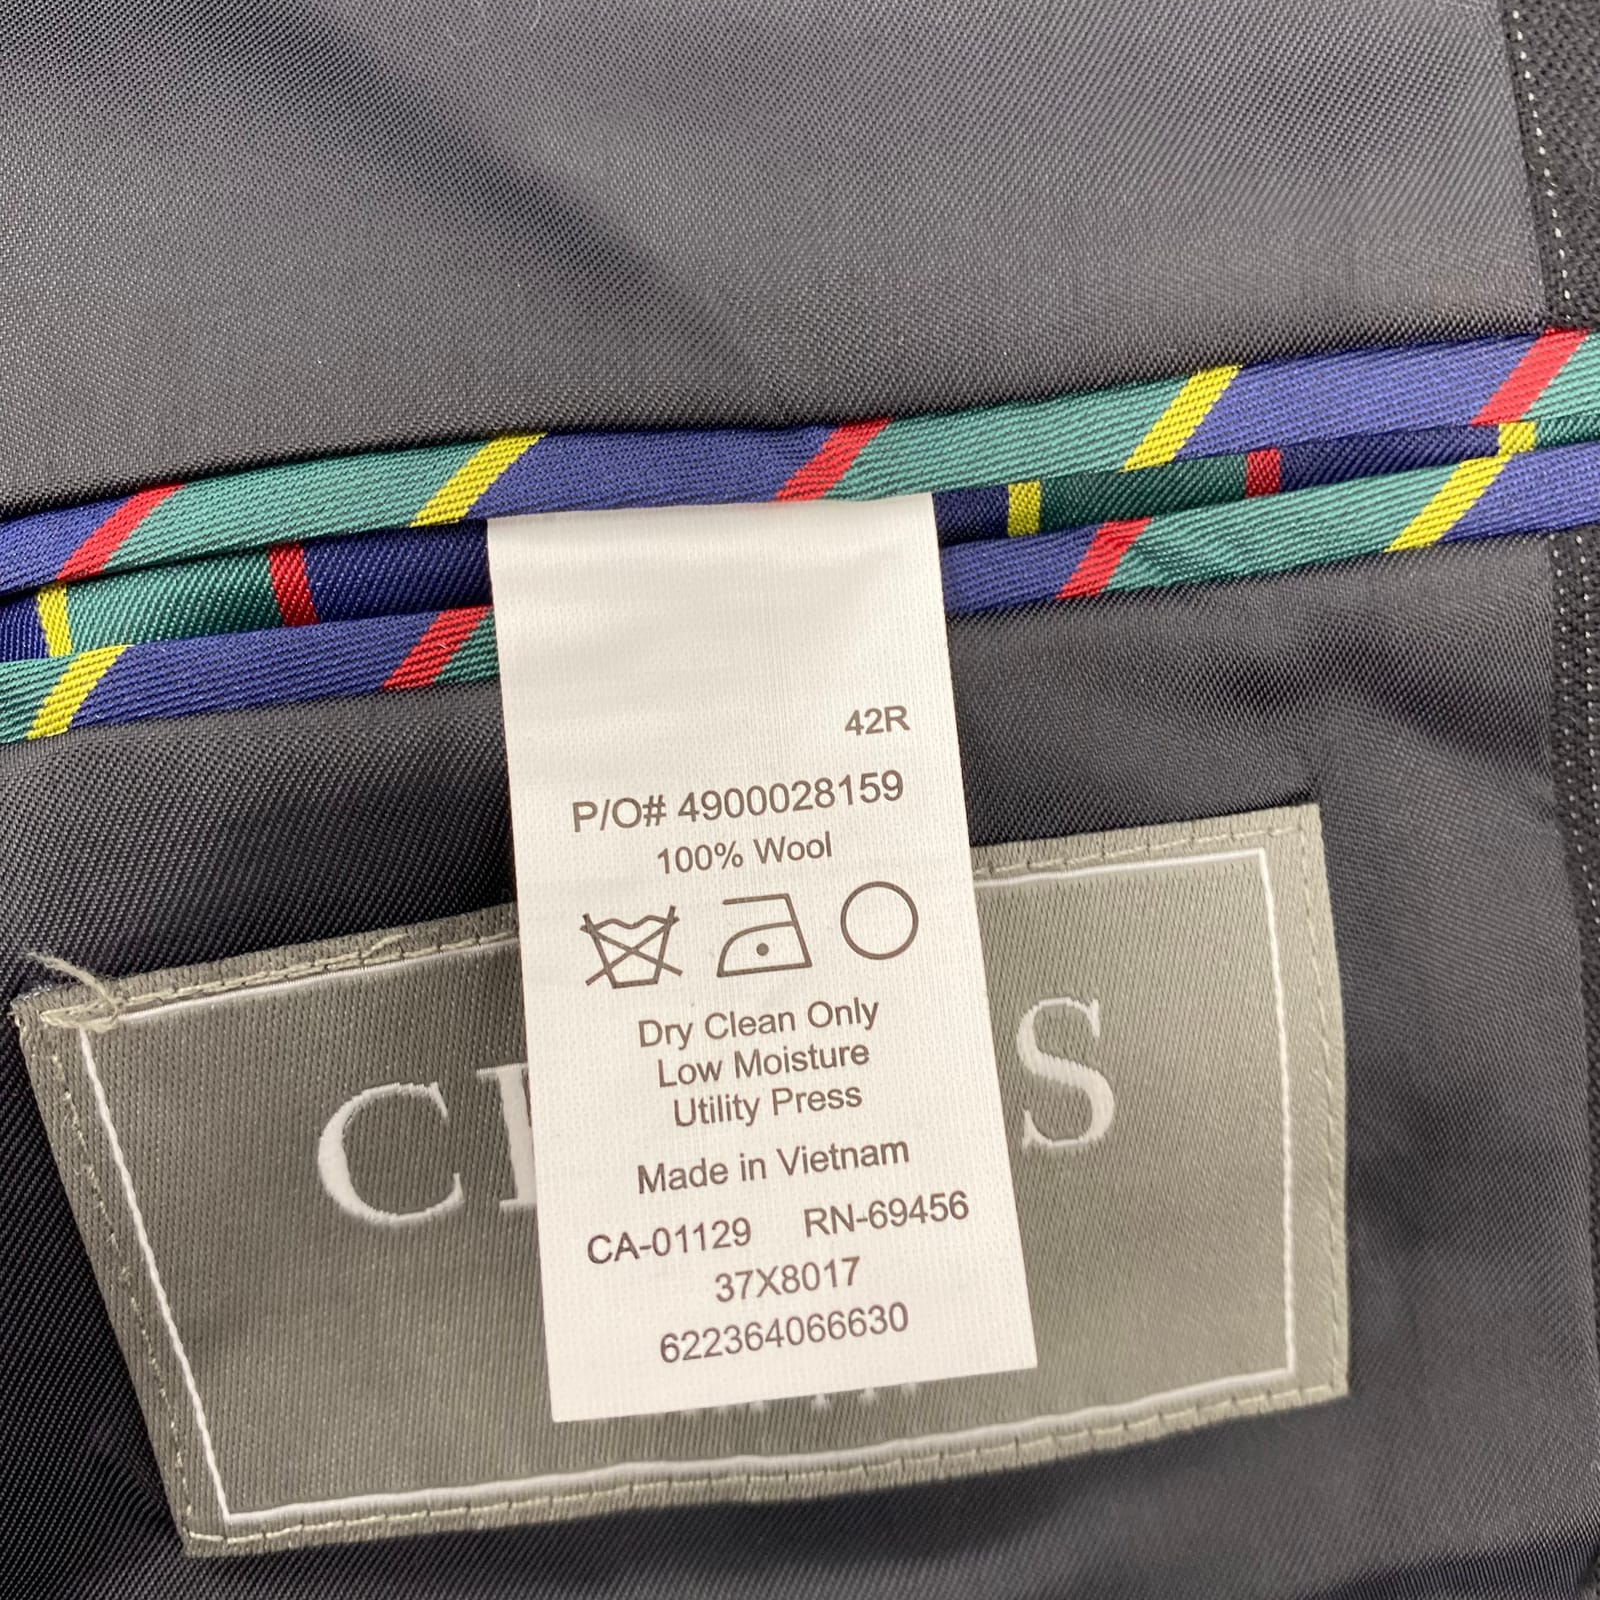 42R
P/O# 4900028159
100% Wool
Dry Clean Only
Low Moisture
Utility Press
Made in Vietnam
CA-01129 RN-69456
37X8017
622364066630